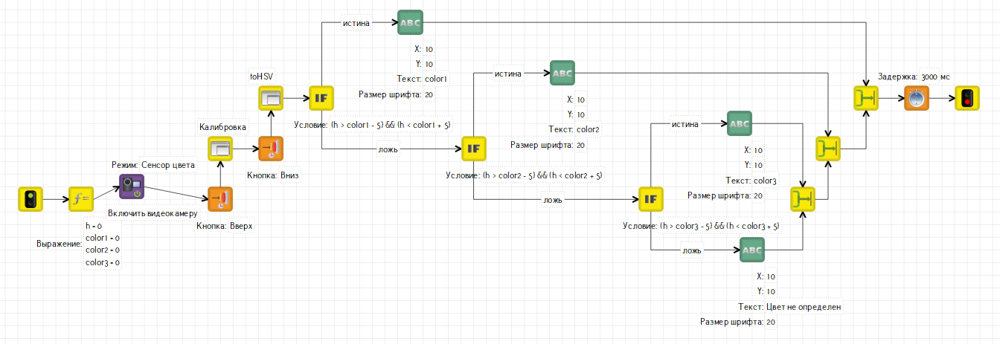 истина
ABC
X: 10
Y: 10
Текст: color1
Размер шрифта: 20
toHSV
IF
Условие: (h > color1 - 5) && (h < color1 + 5)
истина
ABC
X: 10
Y: 10
Текст: color2
Размер шрифта: 20
Задержка: 3000 мс
Калибровка
Кнопка: Вниз
ложь
IF
Условие: (h > color2 - 5) && (h < color2 + 5)
истина
ABC
X: 10
Y: 10
Текст: color3
Размер шрифта: 20
Режим: Сенсор цвета
f=
Включить видеокамеру
Кнопка: Вверх
Выражение:
h = 0
color1 = 0
color2 = 0
color3 = 0
ложь
IF
Условие: (h > color3 - 5) && (h < color3 + 5)
ложь
ABC
X: 10
Y: 10
Текст: Цвет не определен
Размер шрифта: 20